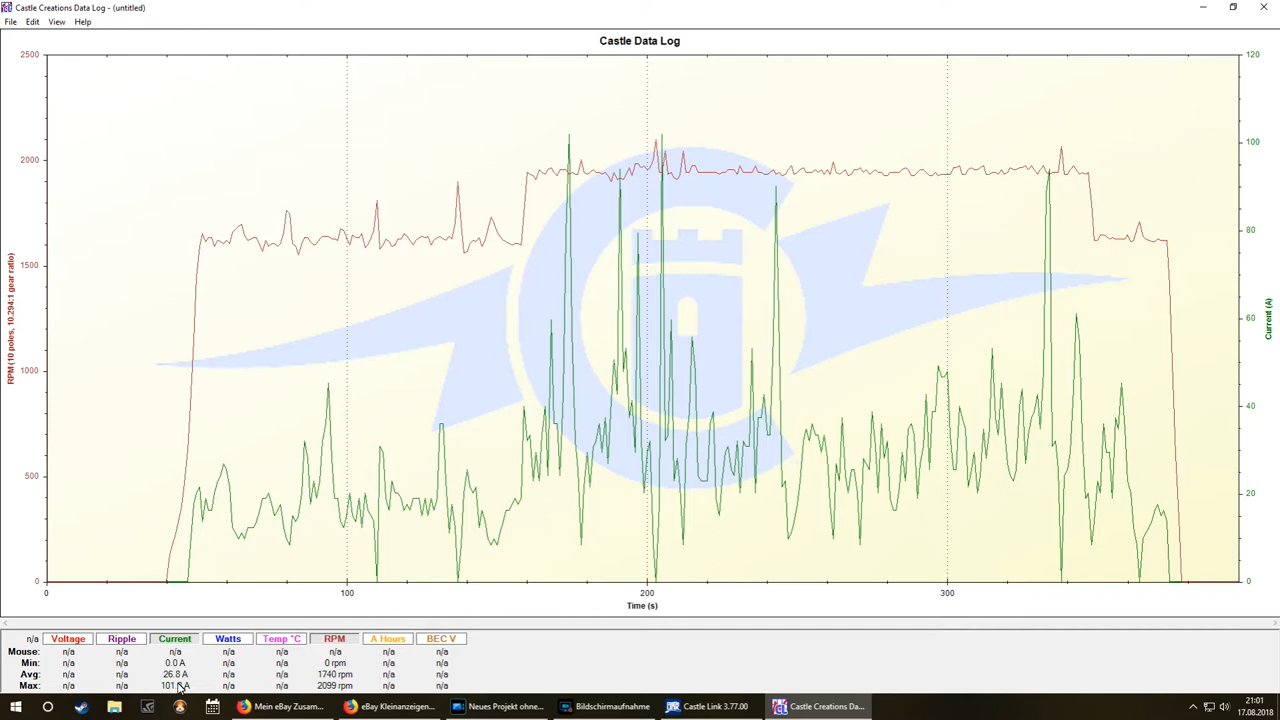 Castle Creations Data Log - (untitled)
File Edit View Help
Castle Data Log
2500
2000
1500
1000
500
0
RPM (10 poles, 10.294:1 gear ratio)
120
100
80
60
40
20
0
Current (A)
0 100 200 300
Time (s)
n/a Voltage Ripple Current Watts Temp °C RPM A Hours BEC V
Mouse: n/a n/a n/a n/a n/a n/a n/a n/a
Min: n/a n/a 0.0 A n/a n/a 0 rpm n/a n/a
Avg: n/a n/a 26.8 A n/a n/a 1740 rpm n/a n/a
Max: n/a n/a n/a n/a 2099 rpm n/a n/a
Mein eBay Zusam... eBay Kleinanzeigen... Neues Projekt ohne... Bildschirmaufnahme Castle Link 3.77.00 Castle Creations Da...
21:01
17.08.2018